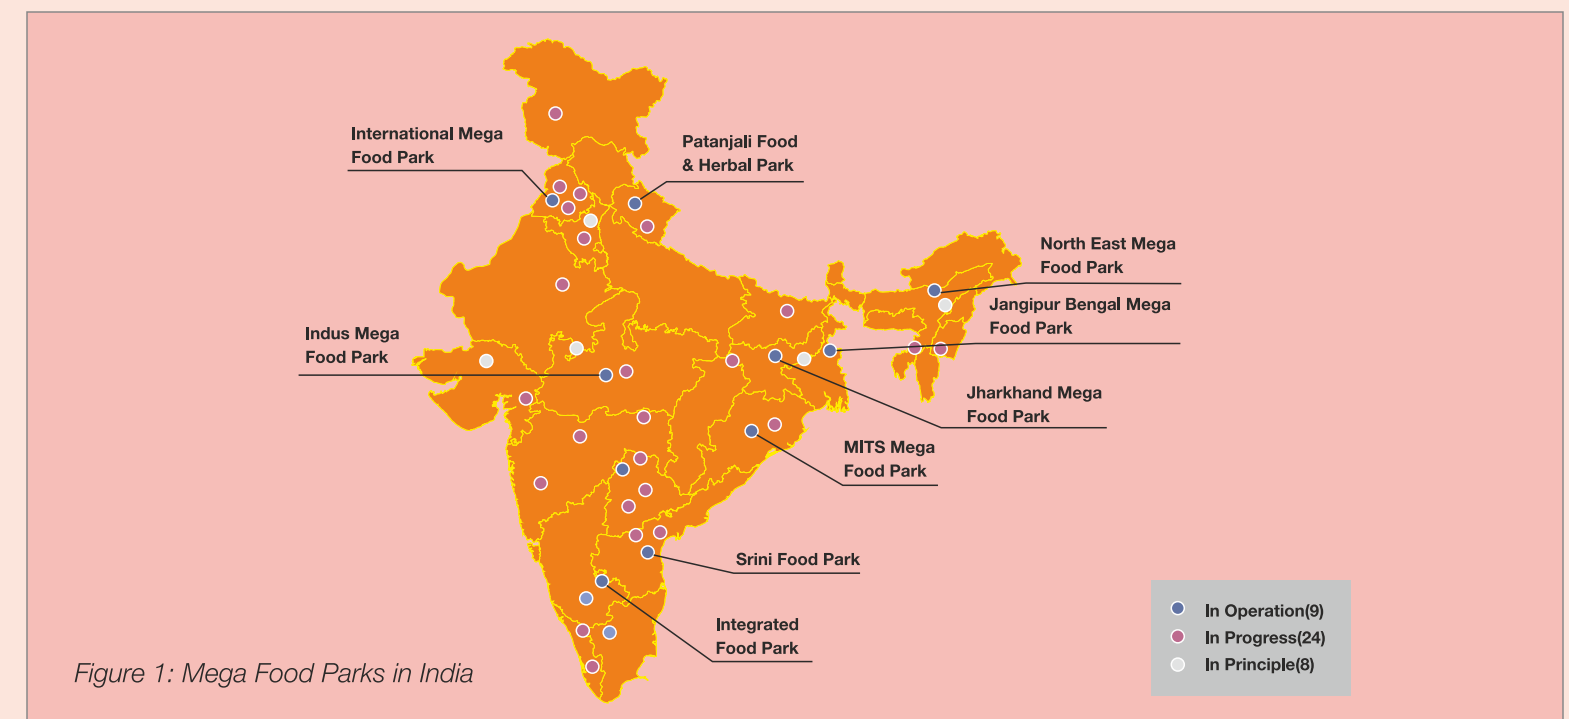 International Mega
Food Park
Patanjali Food
& Herbal Park
North East Mega
Food Park
Jangipur Bengal Mega
Food Park
Indus Mega
Food Park
Jharkhand Mega
Food Park
MITS Mega
Food Park
Srini Food Park
Integrated
Food Park
In Operation(9)
In Progress(24)
In Principle(8)
Figure 1: Mega Food Parks in India